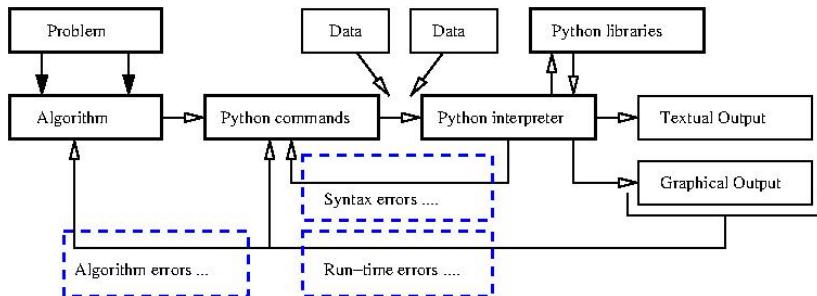 Problem
Data
Data
Python libraries
Algorithm
Python commands
Python interpreter
Textual Output
Graphical Output
Syntax errors ....
Algorithm errors ...
Run-time errors ....